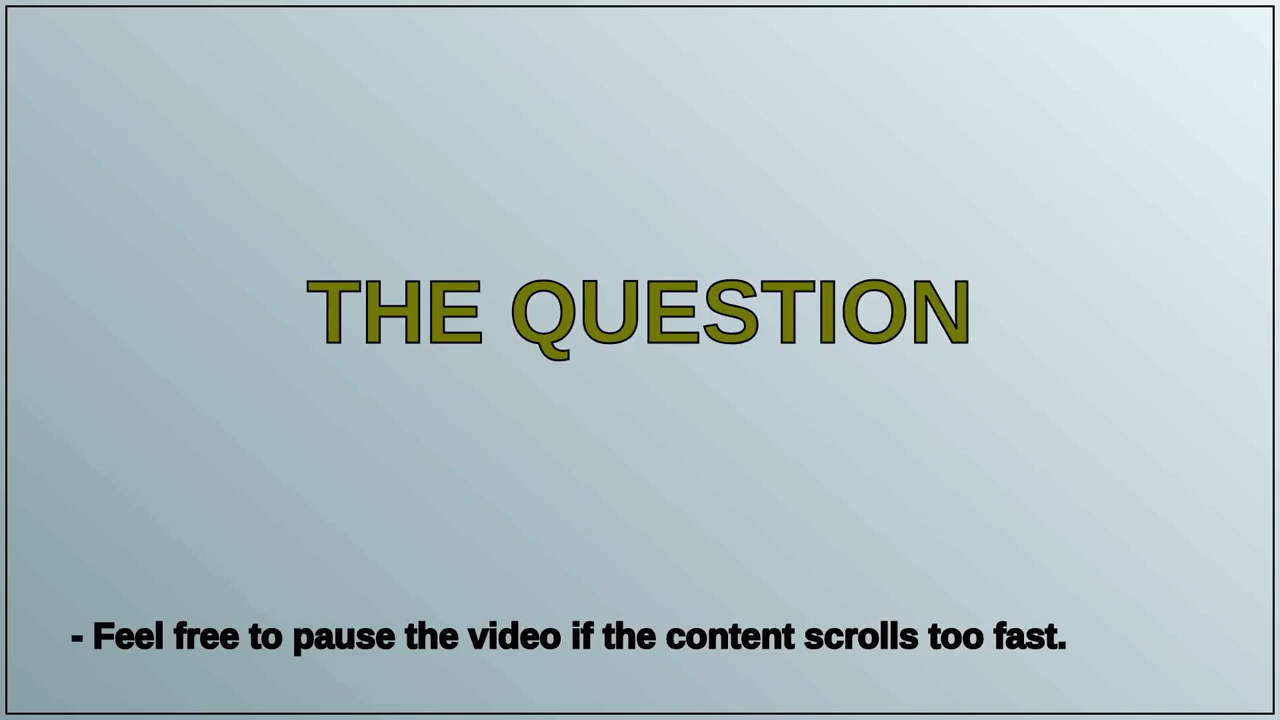 THE QUESTION
- Feel free to pause the video if the content scrolls too fast.